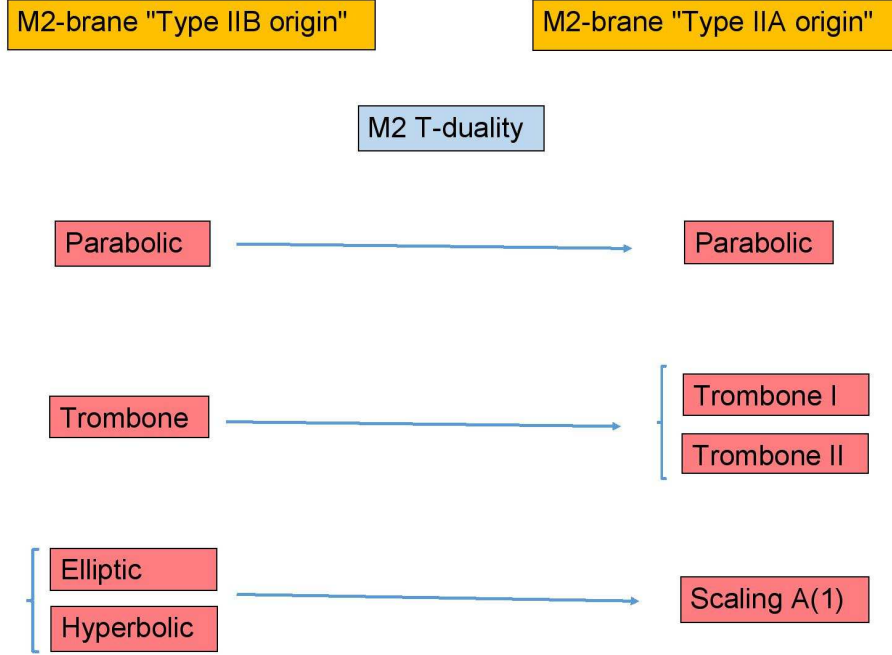 M2-brane "Type IIB origin"
M2-brane "Type IIA origin"
M2 T-duality
Parabolic
Parabolic
Trombone
Trombone I
Trombone II
Elliptic
Hyperbolic
Scaling A(1)